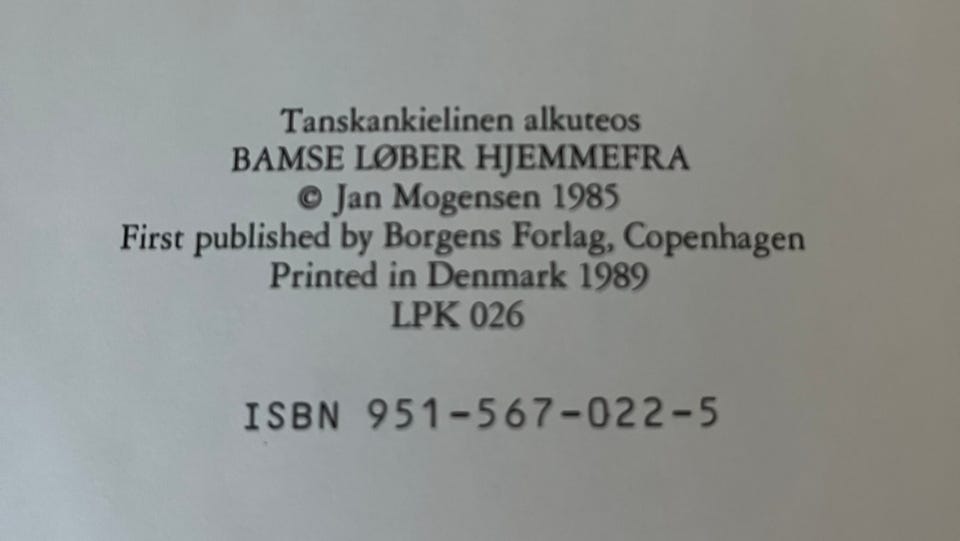 Tanskankielinen alkuteos
BAMSE LØBER HJEMMEFRA
© Jan Mogensen 1985
First published by Borgens Forlag, Copenhagen
Printed in Denmark 1989
LPK 026
ISBN 951-567-022-5